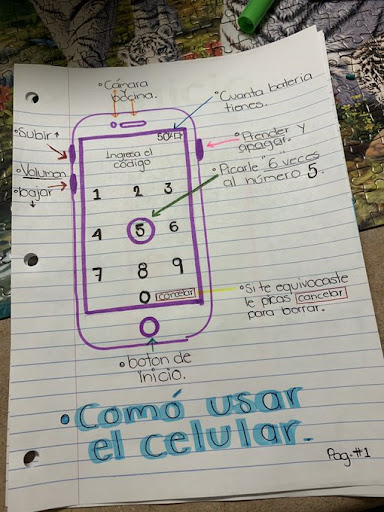 •Cámara
bocina.
•Cuanta bateria
tienes.
•Subir ↑
50%
•Prender y
apagar.
Ingresa el
código
•Volumen
•Picarle "6 veces"
al número 5.
•bajar
↓
1 2 3
4 5 6
7 8 9
0 cancelar
•Si te equivocaste
le picas cancelar
para borrar.
•boton de
Inicio.
•Comó usar
el celular.
Pag.#1